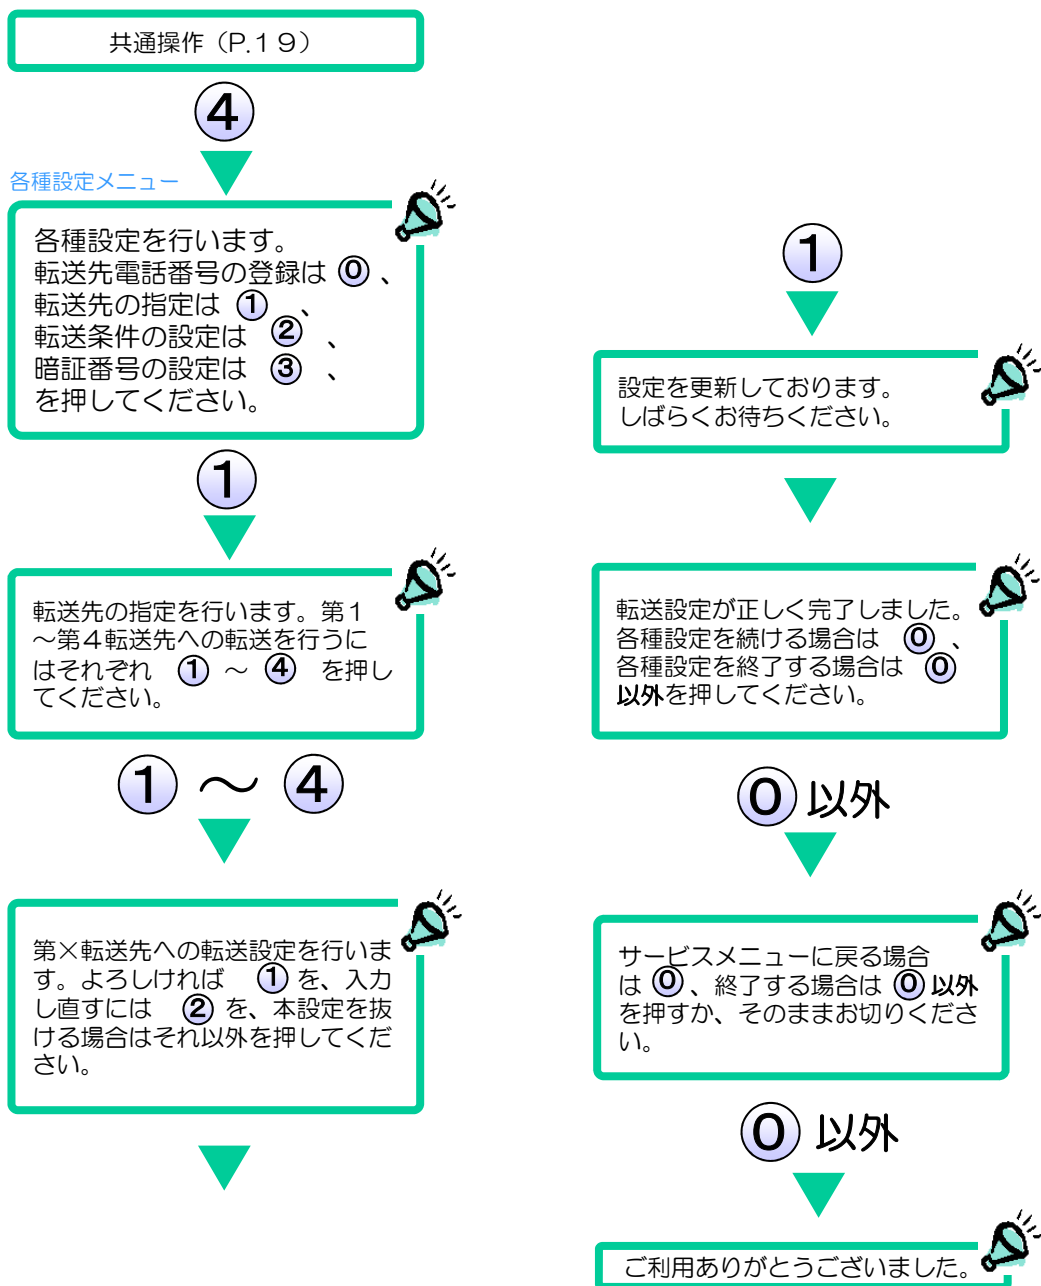 共通操作（P.１９）
④
各種設定メニュー
各種設定を行います。
転送先電話番号の登録は ⓪ 、
転送先の指定は ① 、
転送条件の設定は ② 、
暗証番号の設定は ③ 、
を押してください。
①
転送先の指定を行います。第１
～第４転送先への転送を行うに
はそれぞれ ① ～ ④ を押し
てください。
① ～ ④
第×転送先への転送設定を行いま
す。よろしければ ① を、入力
し直すには ② を、本設定を抜
ける場合はそれ以外を押してくだ
さい。
①
設定を更新しております。
しばらくお待ちください。
転送設定が正しく完了しました。
各種設定を続ける場合は ⓪ 、
各種設定を終了する場合は ⓪
以外を押してください。
⓪ 以外
サービスメニューに戻る場合
は ⓪ 、終了する場合は ⓪ 以外
を押すか、そのままお切りくださ
い。
⓪ 以外
ご利用ありがとうございました。